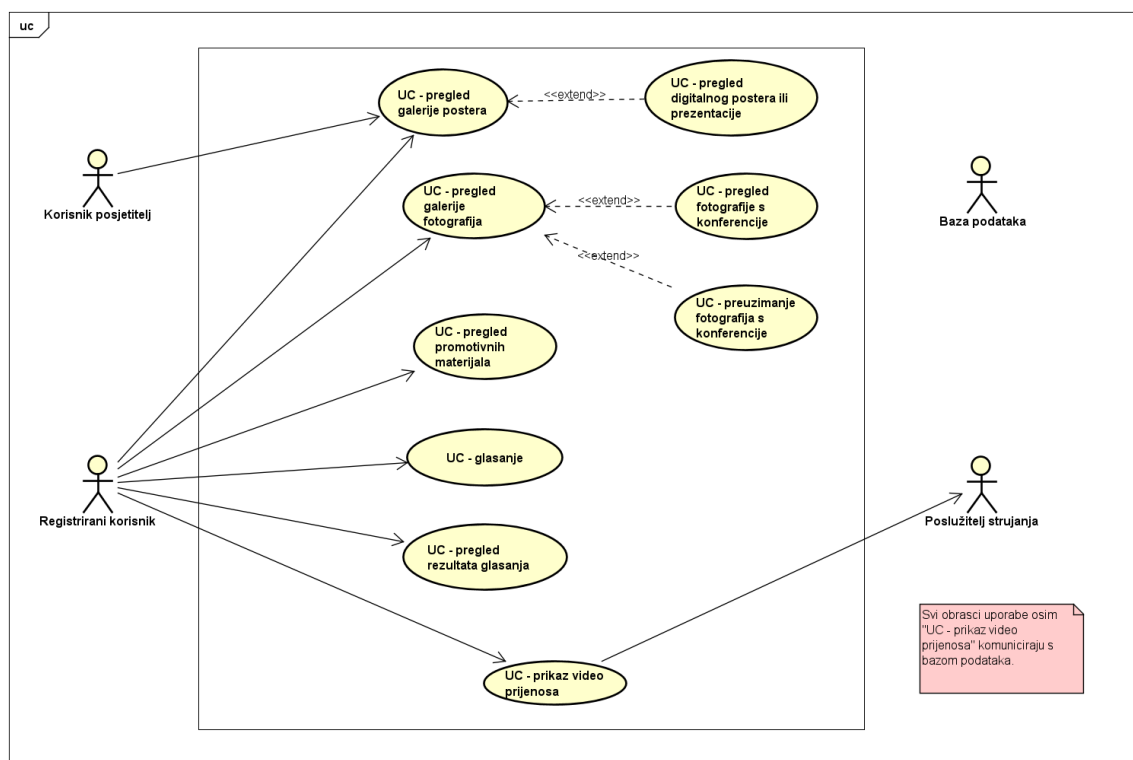 uc
UC - pregled
galerije postera
<<extend>>
UC - pregled
digitalnog postera ili
prezentacije
Korisnik posjetitelj
UC - pregled
galerije
fotografija
<<extend>>
UC - pregled
fotografije s
konferencije
Baza podataka
<<extend>>
UC - preuzimanje
fotografija s
konferencije
UC - pregled
promotivnih
materijala
UC - glasanje
Registrirani korisnik
Poslužitelj strujanja
UC - pregled
rezultata glasanja
Svi obrasci uporabe osim
"UC - prikaz video
prijenosa" komuniciraju s
bazom podataka.
UC - prikaz video
prijenosa